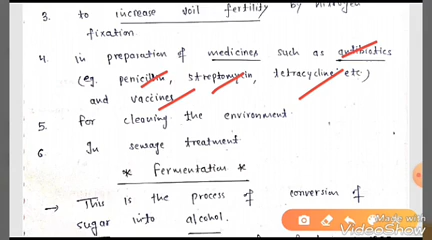 3. to increase soil fertility by nitrogen
fixation.
4. in preparation of medicines such as antibiotics
(eg. penicillin, streptomycin, tetracycline etc.)
and vaccines
5. For cleaning the environment
6 In sewage treatment
* Fermentation *
→ This is the process of conversion of
sugar into alcohol.
Made with
VideoShow